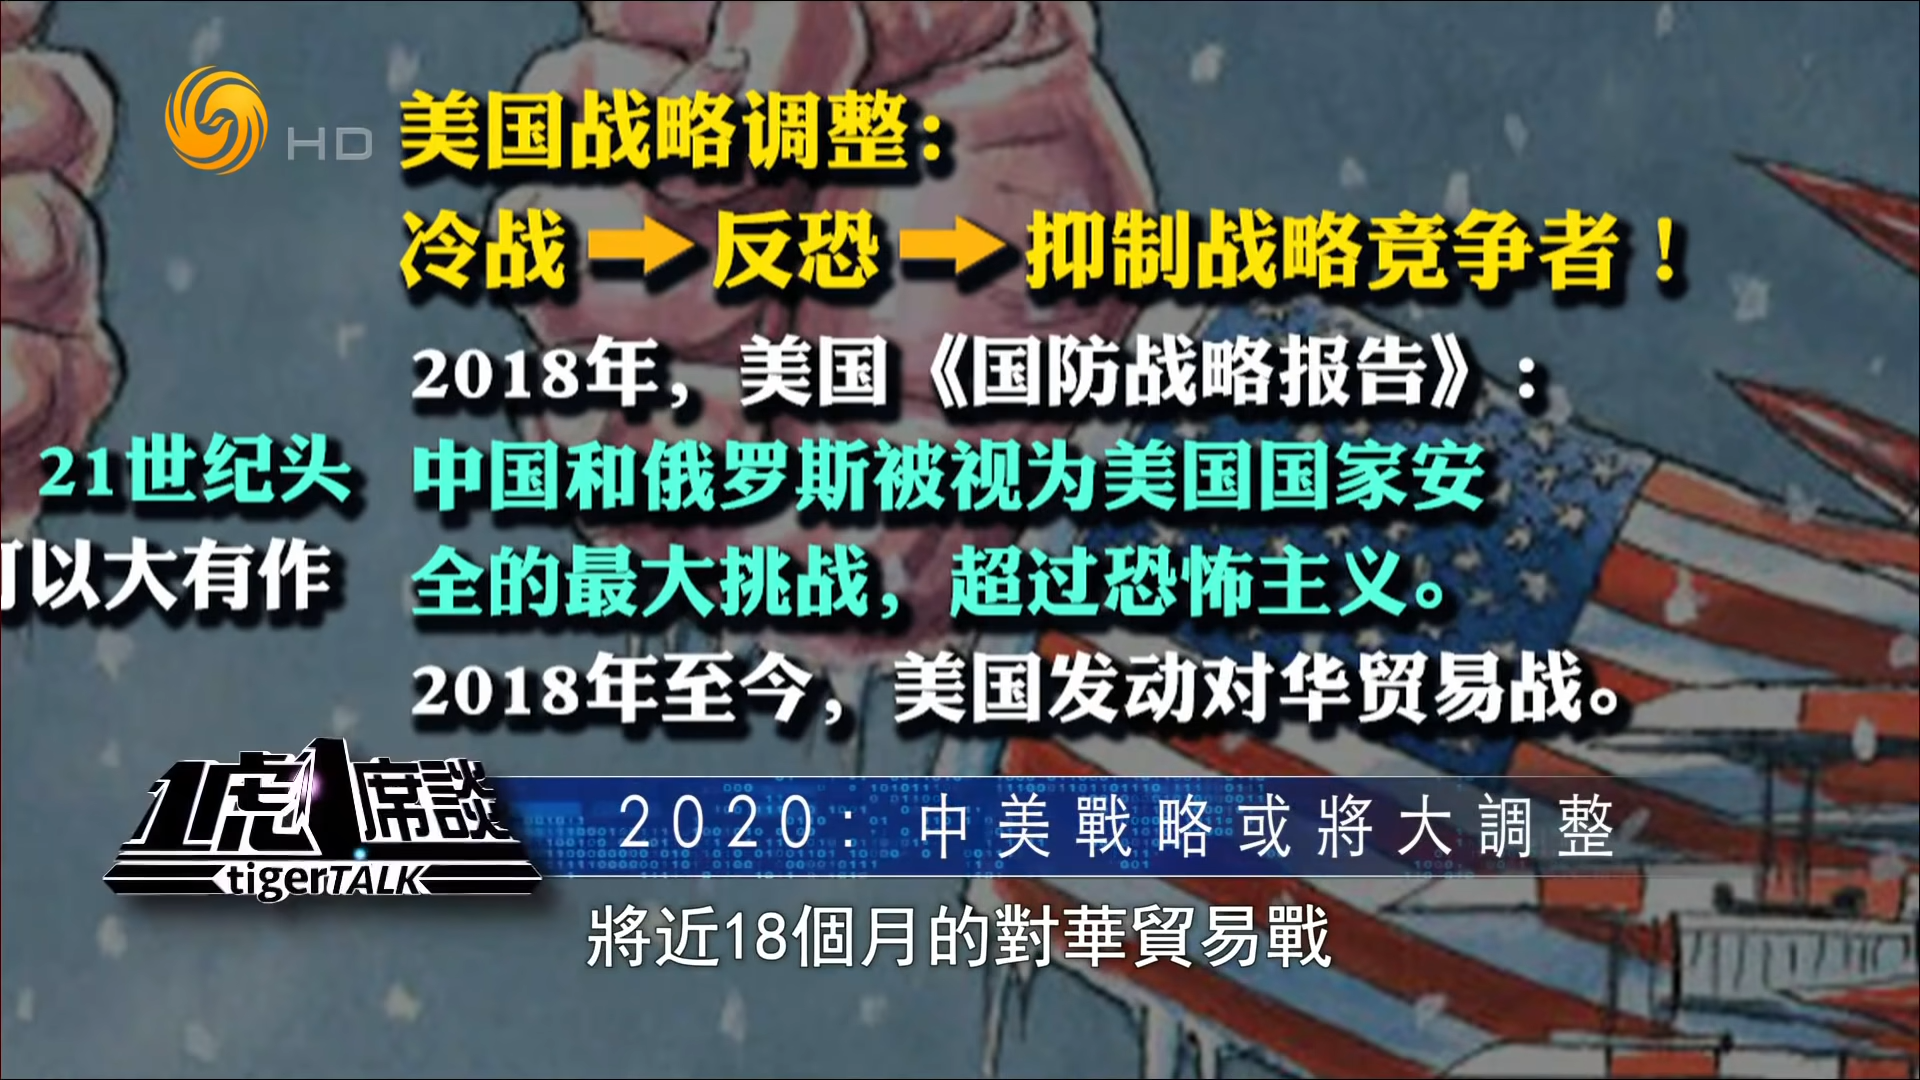 HD
美国战略调整：
冷战 反恐 抑制战略竞争者！
2018年，美国《国防战略报告》：
21世纪头
中国和俄罗斯被视为美国国家安
以大有作
全的最大挑战，超过恐怖主义。
2018年至今，美国发动对华贸易战。
一虎一席談
tigerTALK
2020：中美戰略或將大調整
將近18個月的對華貿易戰